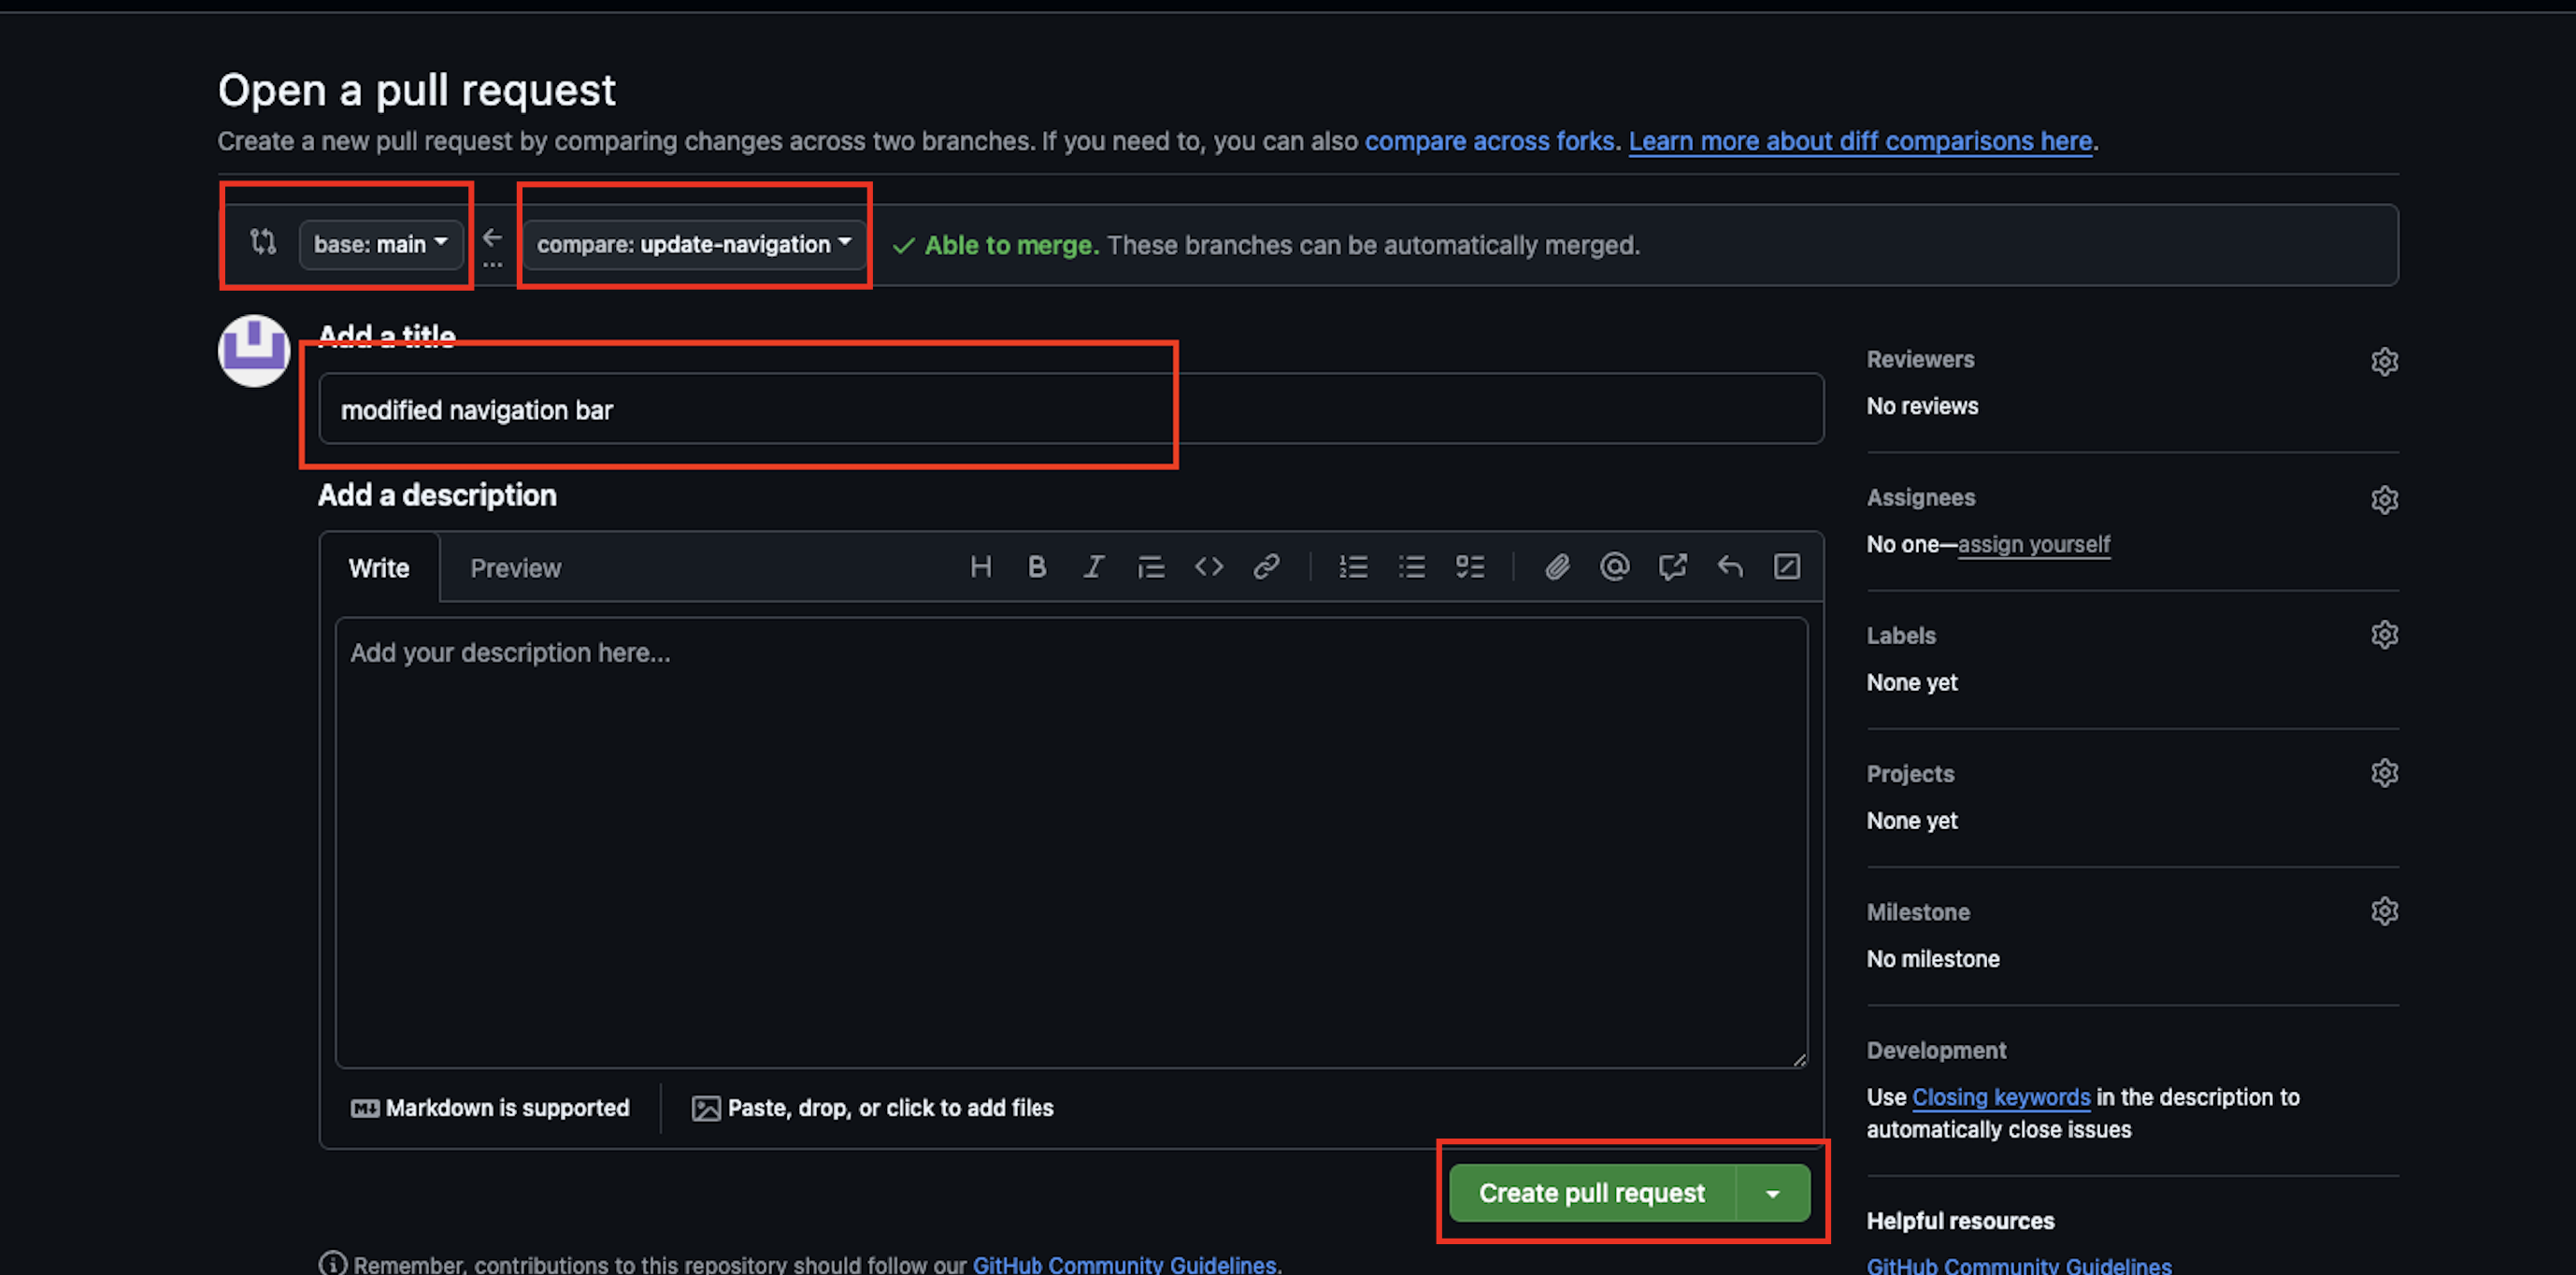 Open a pull request
Create a new pull request by comparing changes across two branches. If you need to, you can also compare across forks. Learn more about diff comparisons here.
base: main ← compare: update-navigation ✓ Able to merge. These branches can be automatically merged.
...
Add a title
modified navigation bar
Add a description
Write Preview
Add your description here...
Markdown is supported Paste, drop, or click to add files
Create pull request
Remember, contributions to this repository should follow our GitHub Community Guidelines.
Reviewers
No reviews
Assignees
No one—assign yourself
Labels
None yet
Projects
None yet
Milestone
No milestone
Development
Use Closing keywords in the description to
automatically close issues
Helpful resources
GitHub Community Guidelines